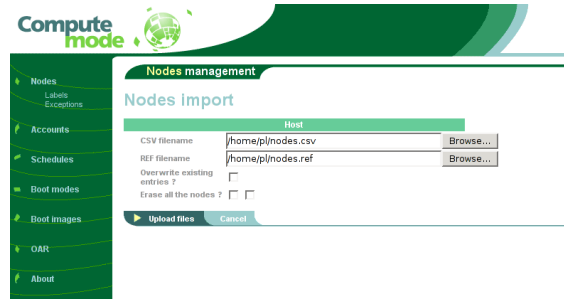 Compute
mode
Nodes management
Nodes
Labels
Exceptions
Nodes import
Accounts
Host
CSV filename /home/pl/nodes.csv Browse...
Schedules
REF filename /home/pl/nodes.ref Browse...
Overwrite existing
entries ?
Boot modes
Erase all the nodes ?
Boot images
Upload files Cancel
OAR
About